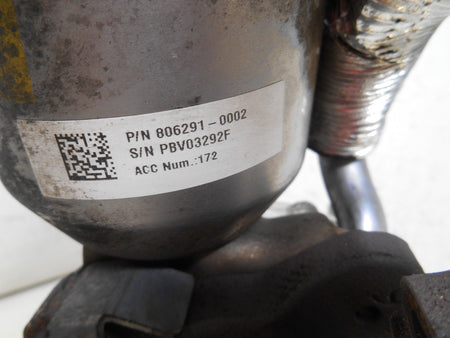 P/N 806291-0002
S/N PBV03292F
ACC Num.:172